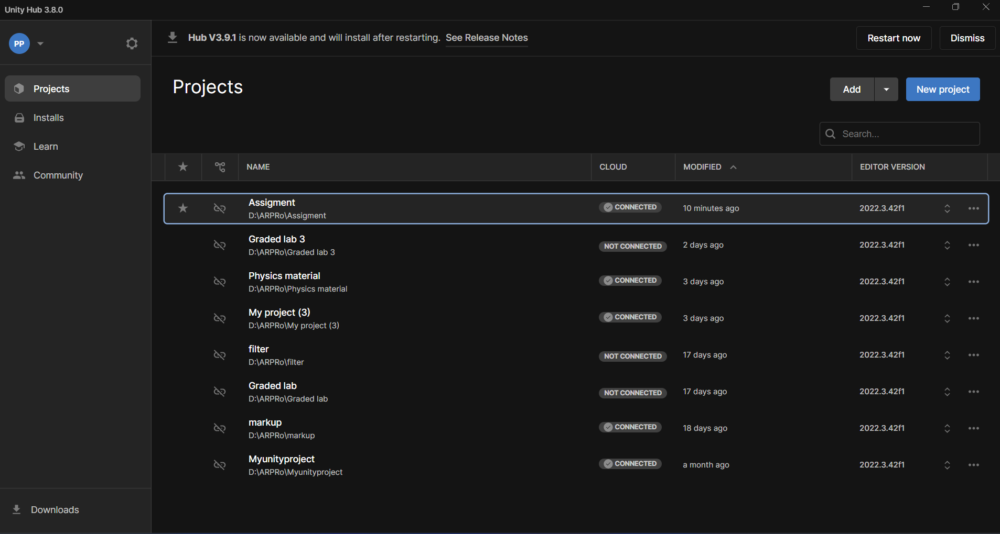 Unity Hub 3.8.0
PP
Hub V3.9.1 is now available and will install after restarting. See Release Notes
Restart now
Dismiss
Projects
Installs
Learn
Community
Downloads
Projects
Add
New project
Search...
NAME CLOUD MODIFIED EDITOR VERSION
Assigment
D:\ARPRo\Assigment
CONNECTED 10 minutes ago 2022.3.42f1
Graded lab 3
D:\ARPRo\Graded lab 3
NOT CONNECTED 2 days ago 2022.3.42f1
Physics material
D:\ARPRo\Physics material
CONNECTED 3 days ago 2022.3.42f1
My project (3)
D:\ARPRo\My project (3)
CONNECTED 3 days ago 2022.3.42f1
filter
D:\ARPRo\filter
NOT CONNECTED 17 days ago 2022.3.42f1
Graded lab
D:\ARPRo\Graded lab
NOT CONNECTED 17 days ago 2022.3.42f1
markup
D:\ARPRo\markup
CONNECTED 18 days ago 2022.3.42f1
Myunityproject
D:\ARPRo\Myunityproject
CONNECTED a month ago 2022.3.42f1